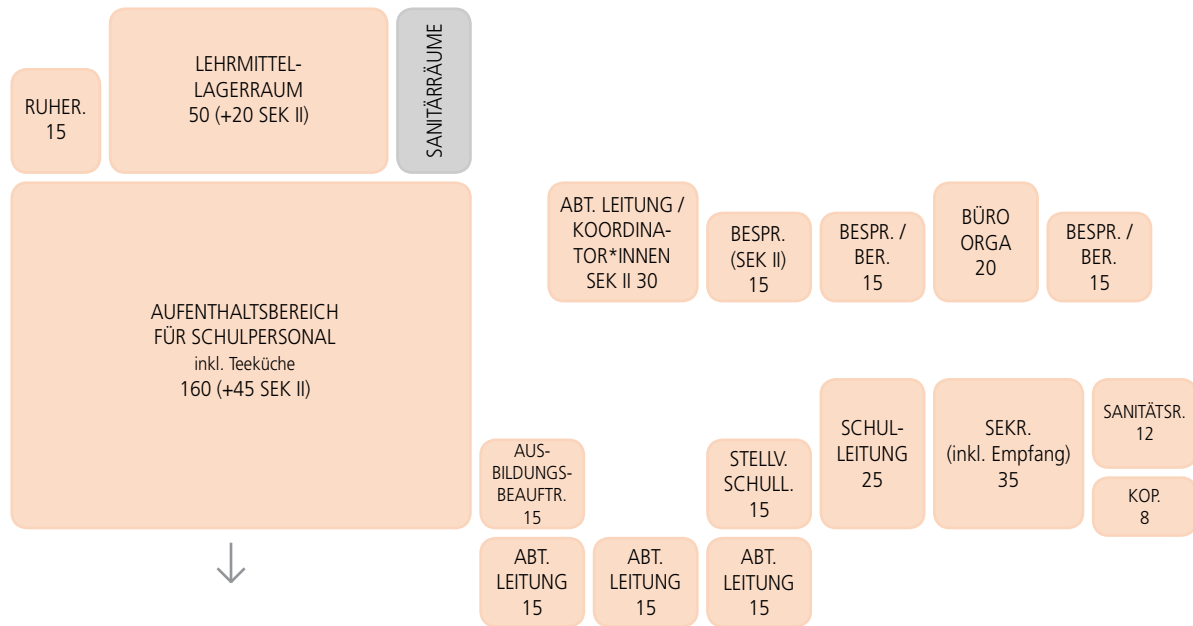 RUHER.
15
LEHRMITTEL-
LAGERRAUM
50 (+20 SEK II)
SANITÄRRÄUME
AUFENTHALTSBEREICH
FÜR SCHULPERSONAL
inkl. Teeküche
160 (+45 SEK II)
ABT. LEITUNG /
KOORDINA-
TOR*INNEN
SEK II 30
BESPR.
(SEK II)
15
BESPR. /
BER.
15
BÜRO
ORGA
20
BESPR. /
BER.
15
AUS-
BILDUNGS-
BEAUFTR.
15
STELLV.
SCHULL.
15
SCHUL-
LEITUNG
25
SEKR.
(inkl. Empfang)
35
SANITÄTSR.
12
KOP.
8
ABT.
LEITUNG
15
ABT.
LEITUNG
15
ABT.
LEITUNG
15